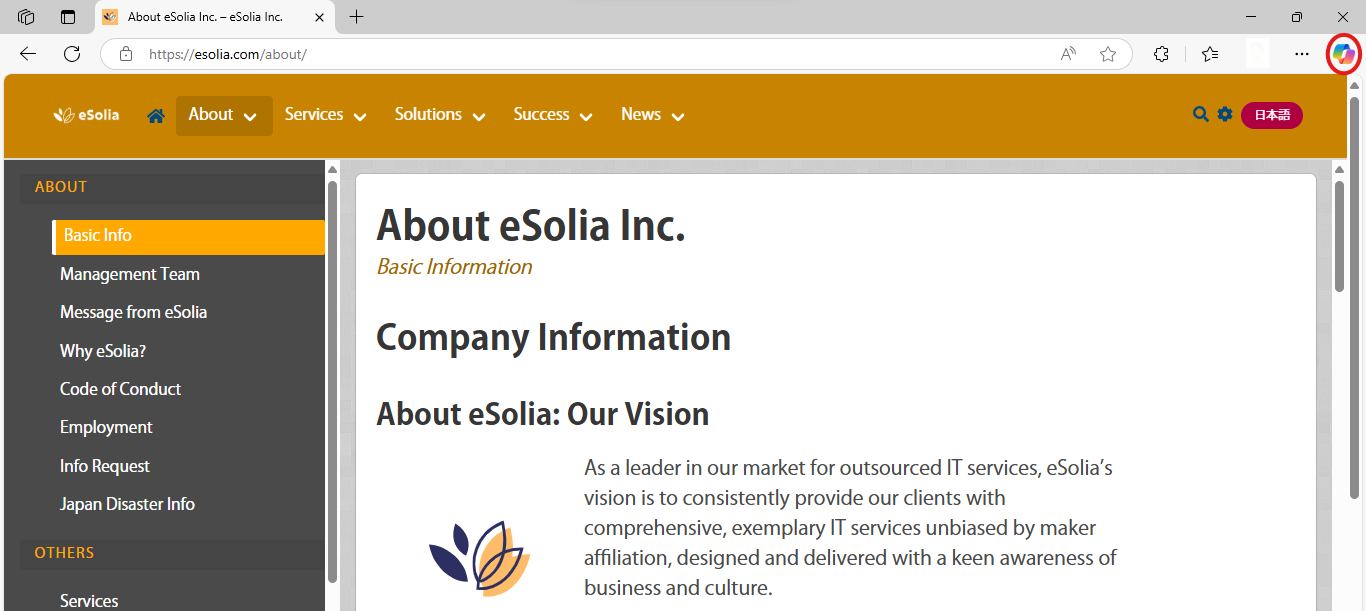 About eSolia Inc. – eSolia Inc.
https://esolia.com/about/
eSolia
About
Services
Solutions
Success
News
日本語
ABOUT
Basic Info
Management Team
Message from eSolia
Why eSolia?
Code of Conduct
Employment
Info Request
Japan Disaster Info
OTHERS
Services
About eSolia Inc.
Basic Information
Company Information
About eSolia: Our Vision
As a leader in our market for outsourced IT services, eSolia’s
vision is to consistently provide our clients with
comprehensive, exemplary IT services unbiased by maker
affiliation, designed and delivered with a keen awareness of
business and culture.